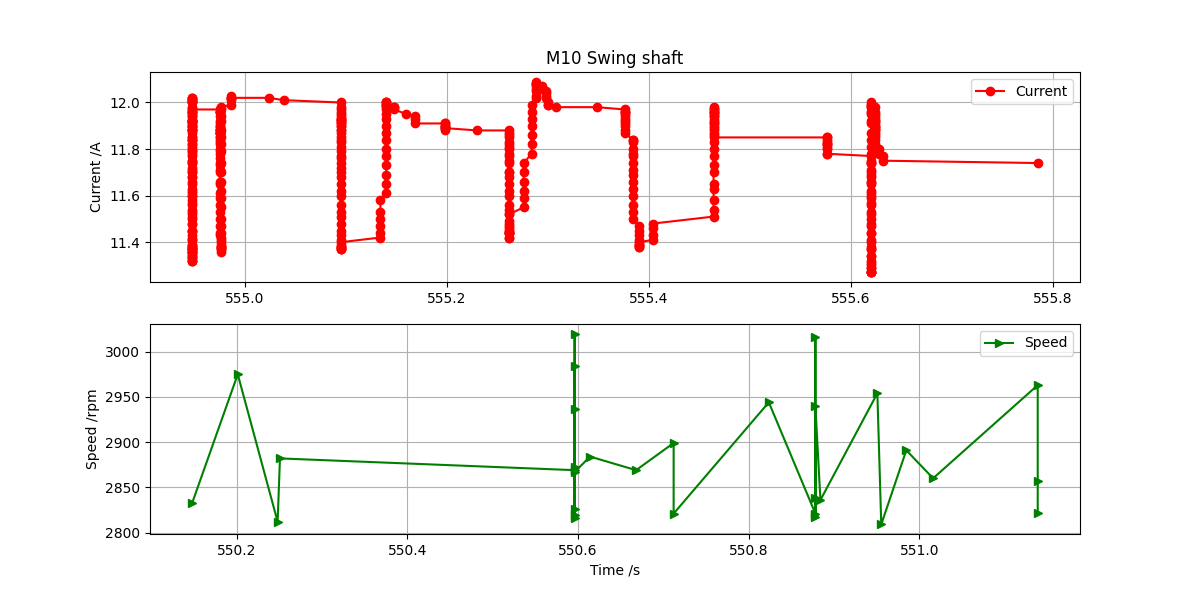 M10 Swing shaft
Current /A
12.0
11.8
11.6
11.4
Current
555.0 555.2 555.4 555.6 555.8
Speed /rpm
3000
2950
2900
2850
2800
Speed
550.2 550.4 550.6 550.8 551.0
Time /s